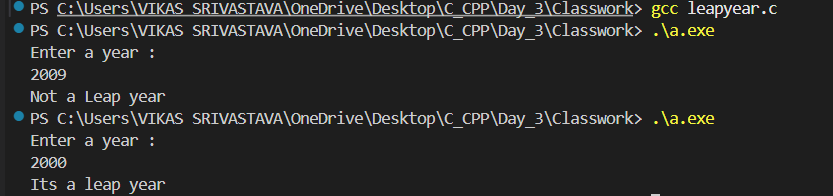 PS C:\Users\VIKAS SRIVASTAVA\OneDrive\Desktop\C_CPP\Day_3\Classwork> gcc leapyear.c
PS C:\Users\VIKAS SRIVASTAVA\OneDrive\Desktop\C_CPP\Day_3\Classwork> .\a.exe
Enter a year :
2009
Not a Leap year
PS C:\Users\VIKAS SRIVASTAVA\OneDrive\Desktop\C_CPP\Day_3\Classwork> .\a.exe
Enter a year :
2000
Its a leap year